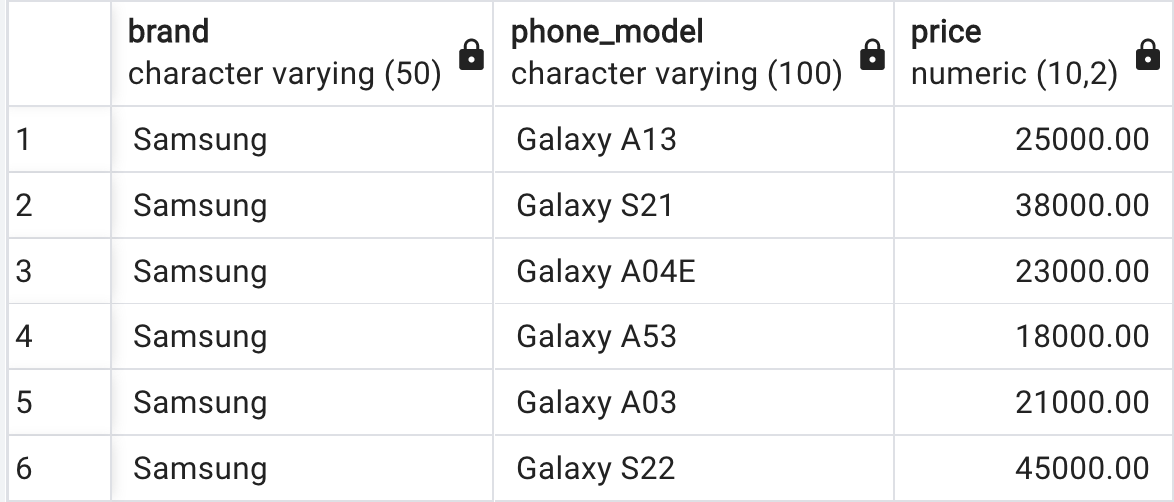 brand phone_model price
character varying (50) character varying (100) numeric (10,2)
1 Samsung Galaxy A13 25000.00
2 Samsung Galaxy S21 38000.00
3 Samsung Galaxy A04E 23000.00
4 Samsung Galaxy A53 18000.00
5 Samsung Galaxy A03 21000.00
6 Samsung Galaxy S22 45000.00